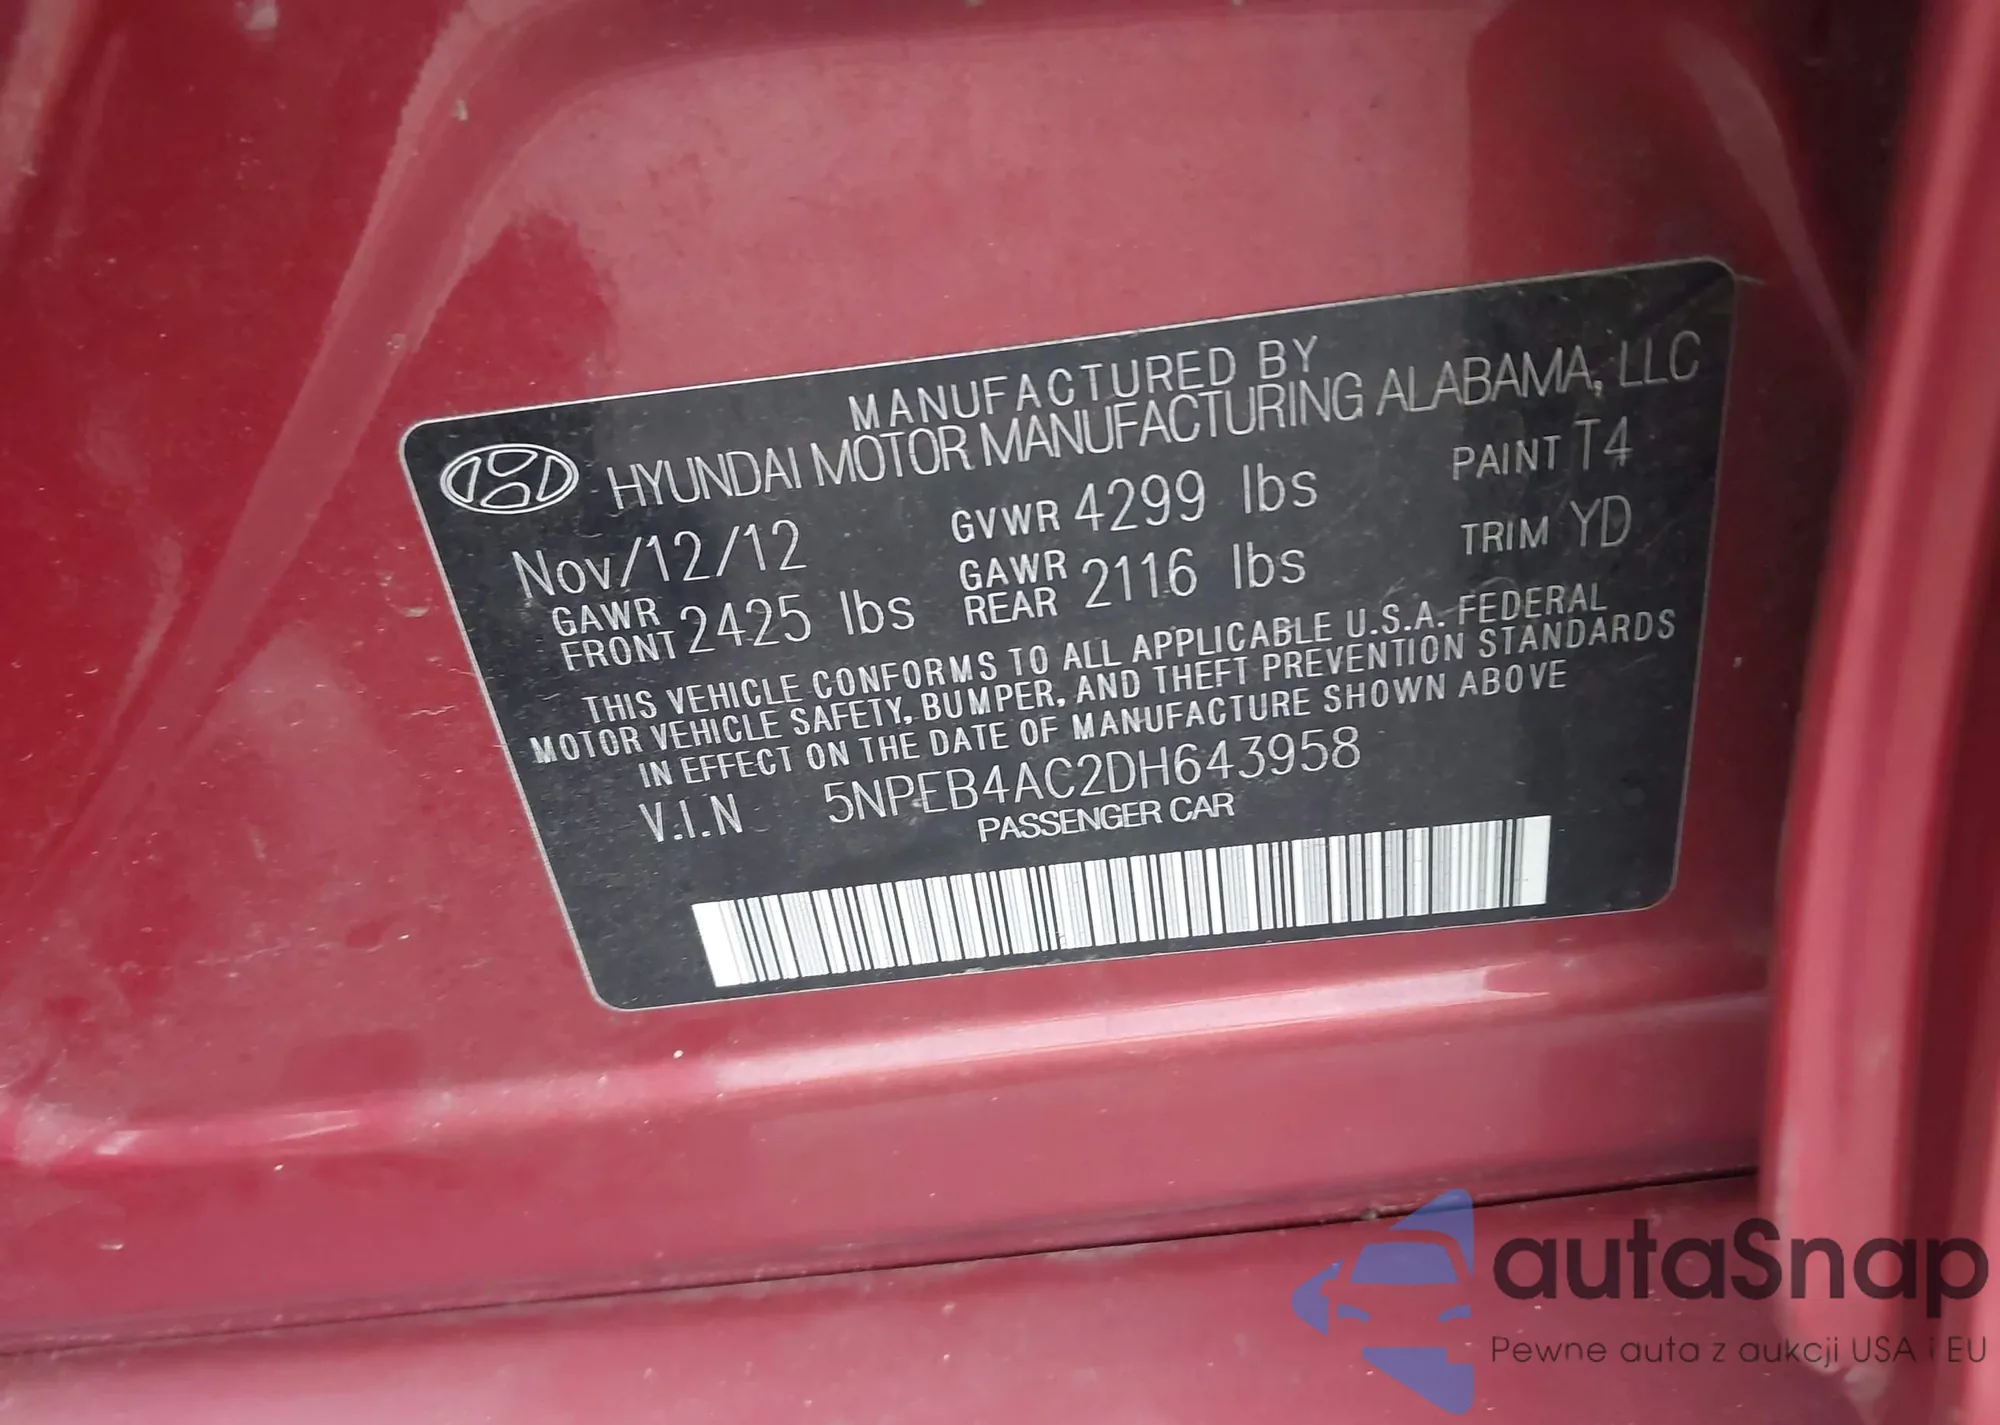 MANUFACTURED BY
HYUNDAI MOTOR MANUFACTURING ALABAMA, LLC
Nov/12/12 GVWR 4299 lbs PAINT T4
GAWR FRONT 2425 lbs GAWR REAR 2116 lbs TRIM YD
THIS VEHICLE CONFORMS TO ALL APPLICABLE U.S.A. FEDERAL
MOTOR VEHICLE SAFETY, BUMPER, AND THEFT PREVENTION STANDARDS
IN EFFECT ON THE DATE OF MANUFACTURE SHOWN ABOVE
V.I.N 5NPEB4AC2DH643958
PASSENGER CAR
autaSnap
Pewne auta z aukcji USA i EU